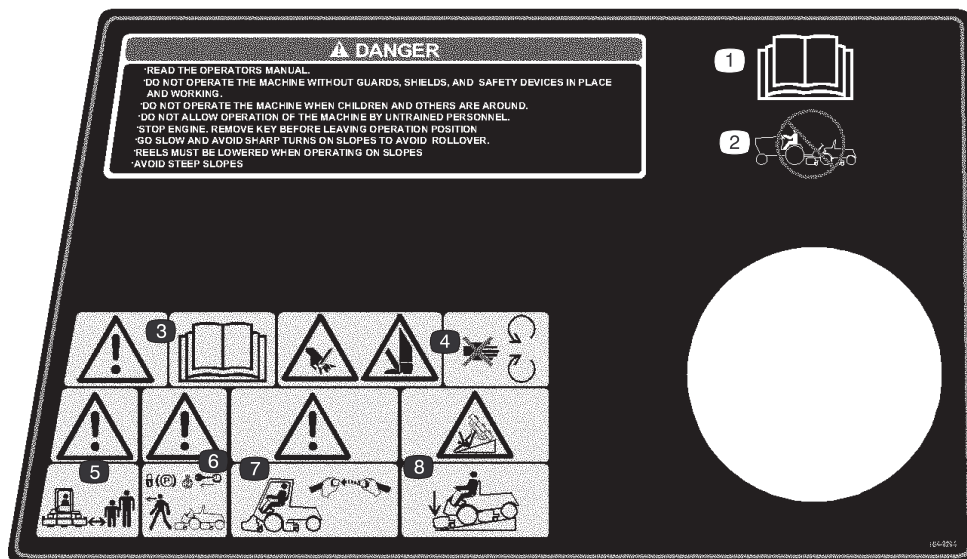 DANGER
·READ THE OPERATORS MANUAL.
·DO NOT OPERATE THE MACHINE WITHOUT GUARDS, SHIELDS, AND SAFETY DEVICES IN PLACE
AND WORKING.
·DO NOT OPERATE THE MACHINE WHEN CHILDREN AND OTHERS ARE AROUND.
·DO NOT ALLOW OPERATION OF THE MACHINE BY UNTRAINED PERSONNEL.
·STOP ENGINE. REMOVE KEY BEFORE LEAVING OPERATION POSITION
·GO SLOW AND AVOID SHARP TURNS ON SLOPES TO AVOID ROLLOVER.
·REELS MUST BE LOWERED WHEN OPERATING ON SLOPES
·AVOID STEEP SLOPES
1
2
3
4
5
6
(P)
7
8